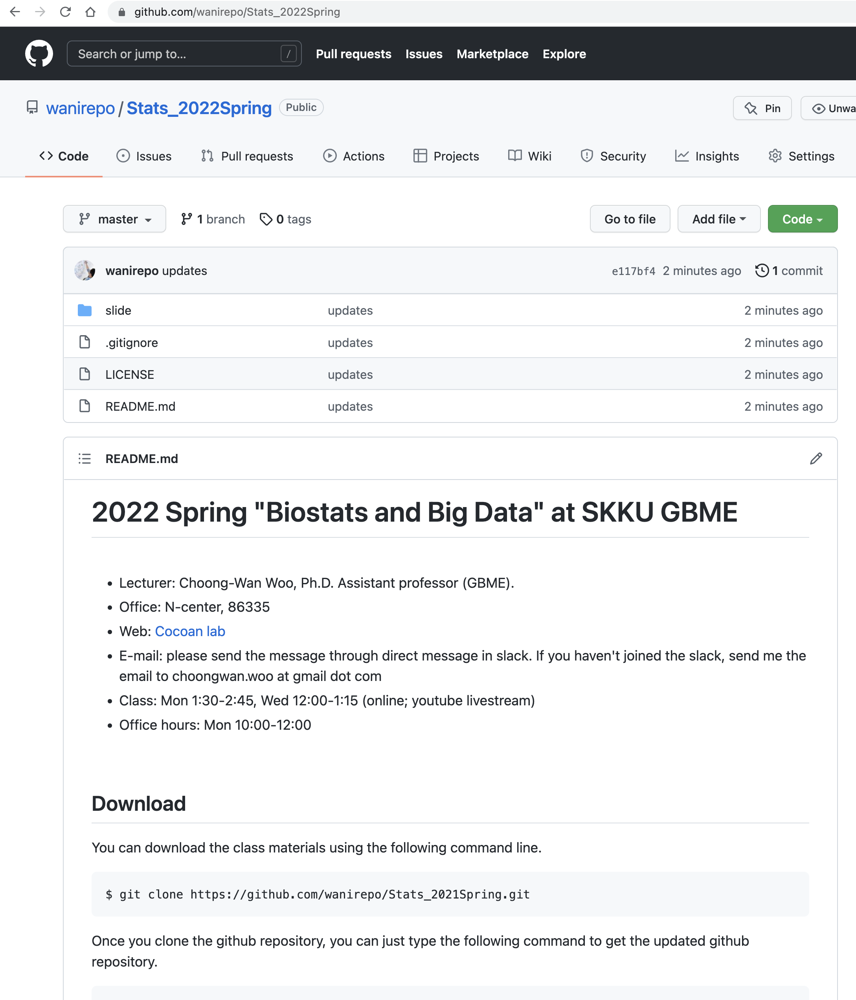 github.com/wanirepo/Stats_2022Spring
Search or jump to... /
Pull requests Issues Marketplace Explore
wanirepo / Stats_2022Spring Public
Pin Unwa
Code Issues Pull requests Actions Projects Wiki Security Insights Settings
master 1 branch 0 tags
Go to file Add file Code
wanirepo updates e117bf4 2 minutes ago 1 commit
slide updates 2 minutes ago
.gitignore updates 2 minutes ago
LICENSE updates 2 minutes ago
README.md updates 2 minutes ago
README.md
2022 Spring "Biostats and Big Data" at SKKU GBME
• Lecturer: Choong-Wan Woo, Ph.D. Assistant professor (GBME).
• Office: N-center, 86335
• Web: Cocoan lab
• E-mail: please send the message through direct message in slack. If you haven't joined the slack, send me the
email to choongwan.woo at gmail dot com
• Class: Mon 1:30-2:45, Wed 12:00-1:15 (online; youtube livestream)
• Office hours: Mon 10:00-12:00
Download
You can download the class materials using the following command line.
$ git clone https://github.com/wanirepo/Stats_2021Spring.git
Once you clone the github repository, you can just type the following command to get the updated github
repository.